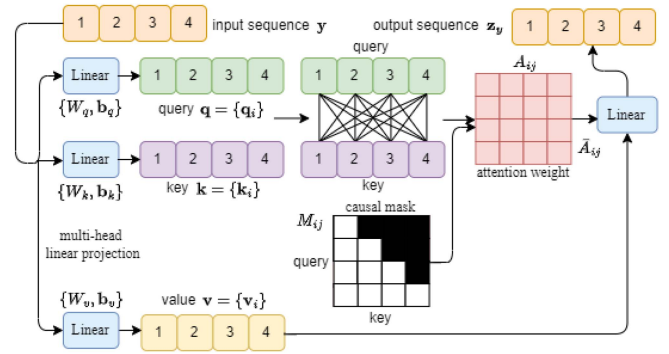 1 2 3 4 input sequence y
output sequence z_y 1 2 3 4
Linear
{W_q, b_q}
1 2 3 4
query q = {q_i}
query
1 2 3 4
1 2 3 4
key
A_ij
attention weight
Ā_ij
Linear
Linear
{W_k, b_k}
1 2 3 4
key k = {k_i}
causal mask
M_ij
query
key
multi-head
linear projection
{W_v, b_v}
Linear
value v = {v_i}
1 2 3 4